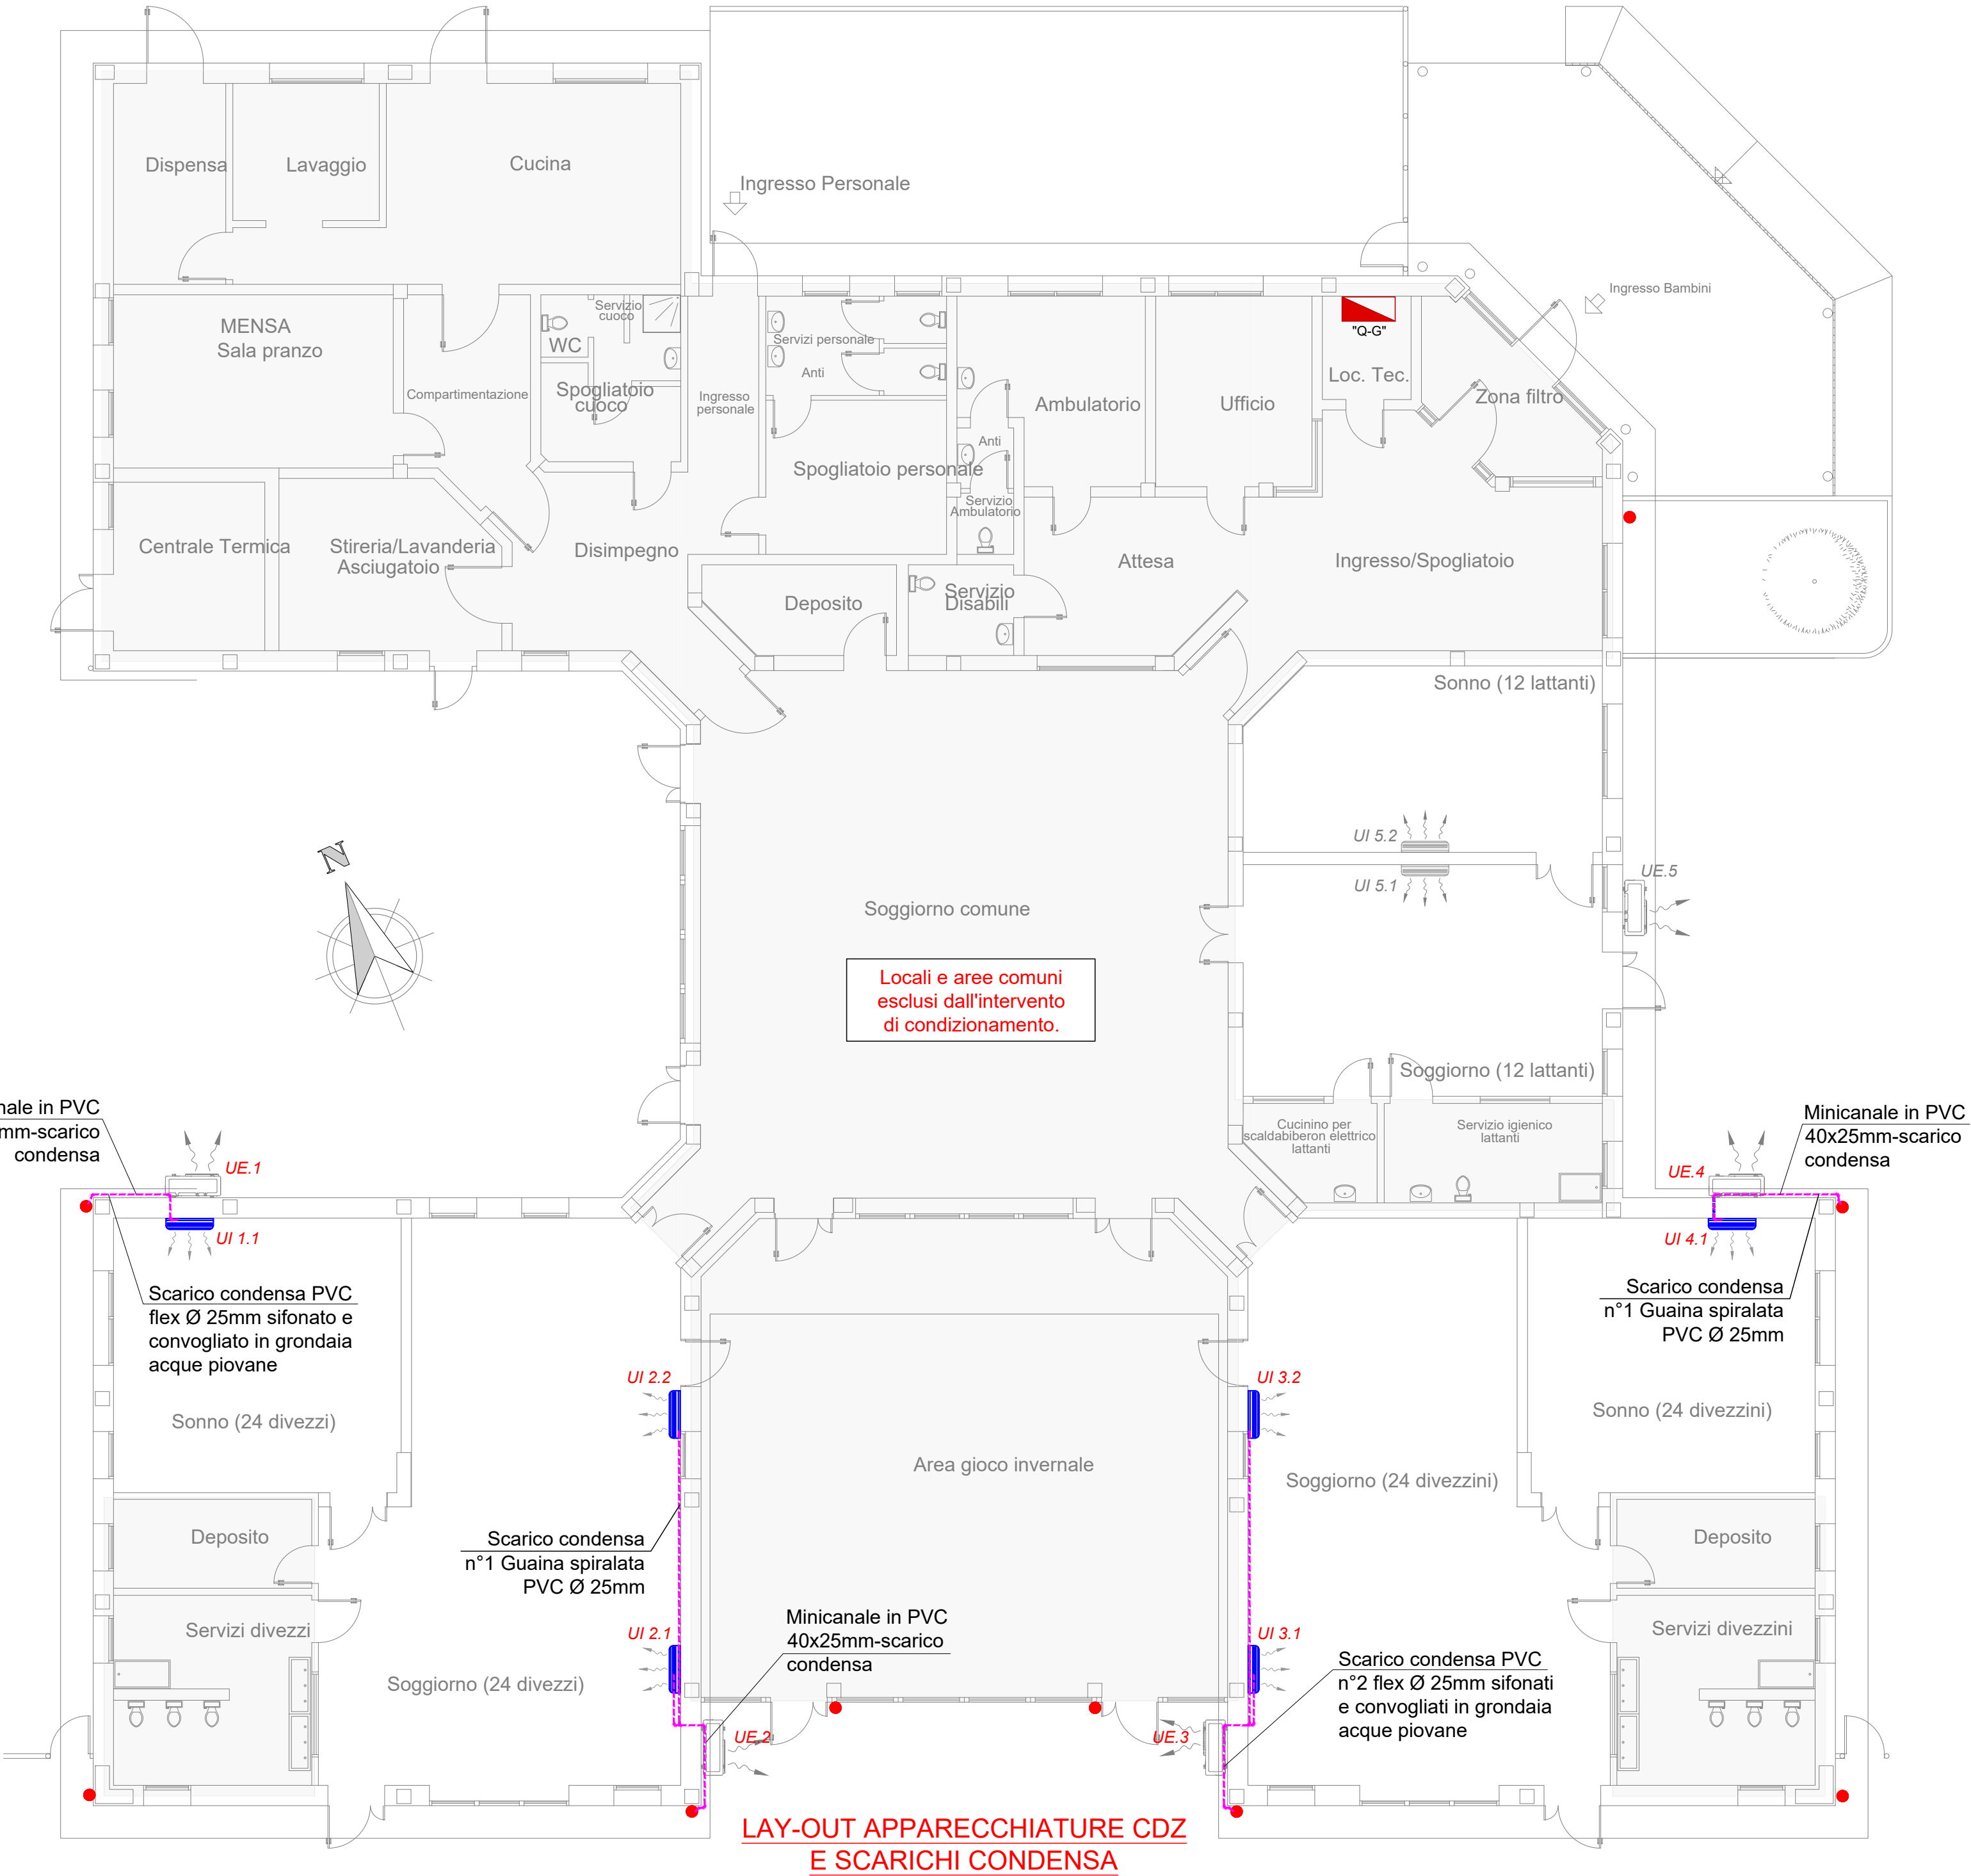 Dispensa
Lavaggio
Cucina
Ingresso Personale
Ingresso Bambini
MENSA
Sala pranzo
Servizio
cuoco
WC
Spogliatoio
cuoco
Compartimentazione
Ingresso
personale
Servizi personale
Anti
Spogliatoio personale
Anti
Servizio
Ambulatorio
Ambulatorio
Ufficio
"Q-G"
Loc. Tec.
Zona filtro
Centrale Termica
Stireria/Lavanderia
Asciugatoio
Disimpegno
Deposito
Servizio
Disabili
Attesa
Ingresso/Spogliatoio
Sonno (12 lattanti)
N
UI 5.2
UI 5.1
UE.5
Soggiorno comune
Locali e aree comuni
esclusi dall'intervento
di condizionamento.
Soggiorno (12 lattanti)
Cucinino per
scaldabiberon elettrico
lattanti
Servizio igienico
lattanti
nale in PVC
mm-scarico
condensa
UE.1
UI 1.1
Minicanale in PVC
40x25mm-scarico
condensa
UE.4
UI 4.1
Scarico condensa PVC
flex Ø 25mm sifonato e
convogliato in grondaia
acque piovane
Scarico condensa
n°1 Guaina spiralata
PVC Ø 25mm
UI 2.2
UI 3.2
Sonno (24 divezzi)
Sonno (24 divezzini)
Area gioco invernale
Soggiorno (24 divezzini)
Deposito
Scarico condensa
n°1 Guaina spiralata
PVC Ø 25mm
Deposito
Servizi divezzi
UI 2.1
Minicanale in PVC
40x25mm-scarico
condensa
UI 3.1
Servizi divezzini
Soggiorno (24 divezzi)
Scarico condensa PVC
n°2 flex Ø 25mm sifonati
e convogliati in grondaia
acque piovane
UE.2
UE.3
LAY-OUT APPARECCHIATURE CDZ
E SCARICHI CONDENSA